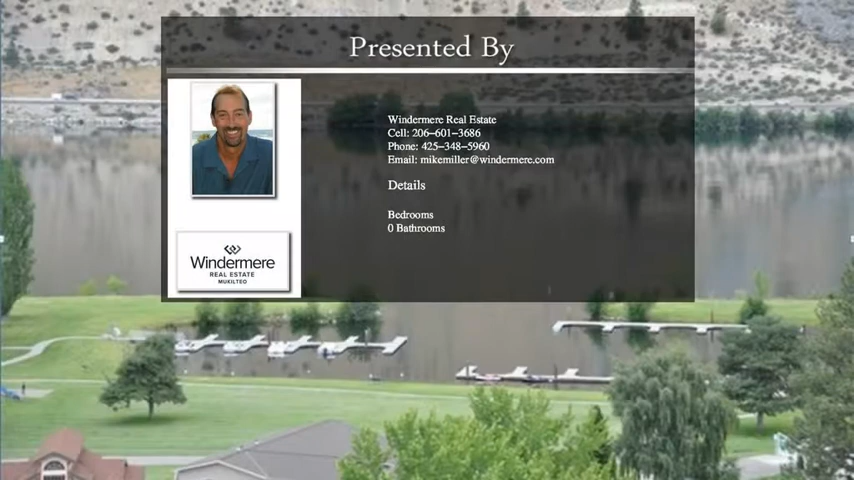 Presented By
Windermere Real Estate
Cell: 206-601-3686
Phone: 425-348-5960
Email: mikemiller@windermere.com
Details
Bedrooms
0 Bathrooms
Windermere
REAL ESTATE
MUKILTEO